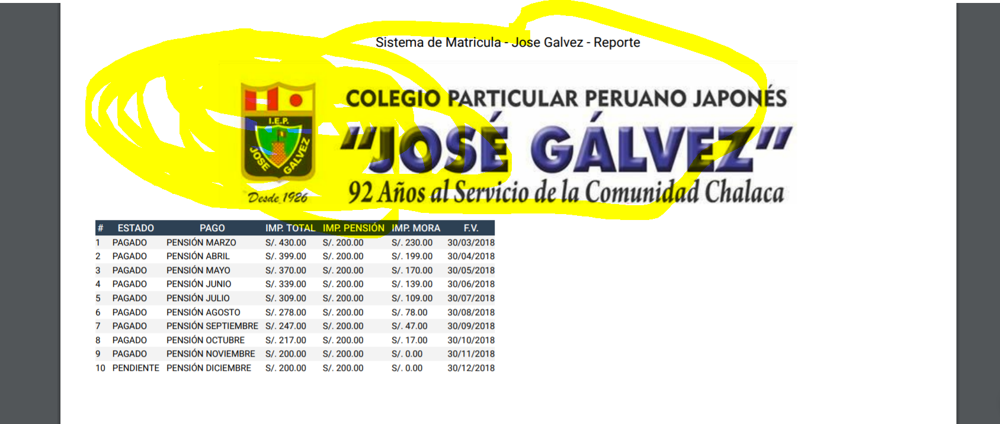 Sistema de Matricula - Jose Galvez - Reporte
COLEGIO PARTICULAR PERUANO JAPONÉS
"JOSÉ GÁLVEZ"
92 Años al Servicio de la Comunidad Chalaca
I.E.P.
JOSE GALVEZ
Desde 1926
# ESTADO PAGO IMP. TOTAL IMP. PENSIÓN IMP. MORA F.V.
1 PAGADO PENSIÓN MARZO S/. 430.00 S/. 200.00 S/. 230.00 30/03/2018
2 PAGADO PENSIÓN ABRIL S/. 399.00 S/. 200.00 S/. 199.00 30/04/2018
3 PAGADO PENSIÓN MAYO S/. 370.00 S/. 200.00 S/. 170.00 30/05/2018
4 PAGADO PENSIÓN JUNIO S/. 339.00 S/. 200.00 S/. 139.00 30/06/2018
5 PAGADO PENSIÓN JULIO S/. 309.00 S/. 200.00 S/. 109.00 30/07/2018
6 PAGADO PENSIÓN AGOSTO S/. 278.00 S/. 200.00 S/. 78.00 30/08/2018
7 PAGADO PENSIÓN SEPTIEMBRE S/. 247.00 S/. 200.00 S/. 47.00 30/09/2018
8 PAGADO PENSIÓN OCTUBRE S/. 217.00 S/. 200.00 S/. 17.00 30/10/2018
9 PAGADO PENSIÓN NOVIEMBRE S/. 200.00 S/. 200.00 S/. 0.00 30/11/2018
10 PENDIENTE PENSIÓN DICIEMBRE S/. 200.00 S/. 200.00 S/. 0.00 30/12/2018